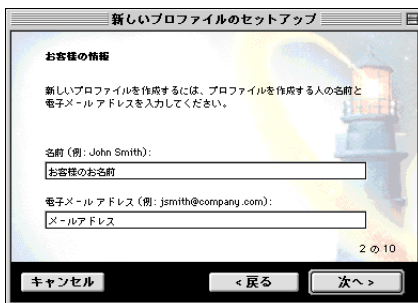 新しいプロファイルのセットアップ
お客様の情報
新しいプロファイルを作成するには、プロファイルを作成する人の名前と
電子メール アドレスを入力してください。
名前 (例: John Smith):
お客様のお名前
電子メール アドレス (例: jsmith@company.com):
メールアドレス
2 の 10
キャンセル
< 戻る
次へ >